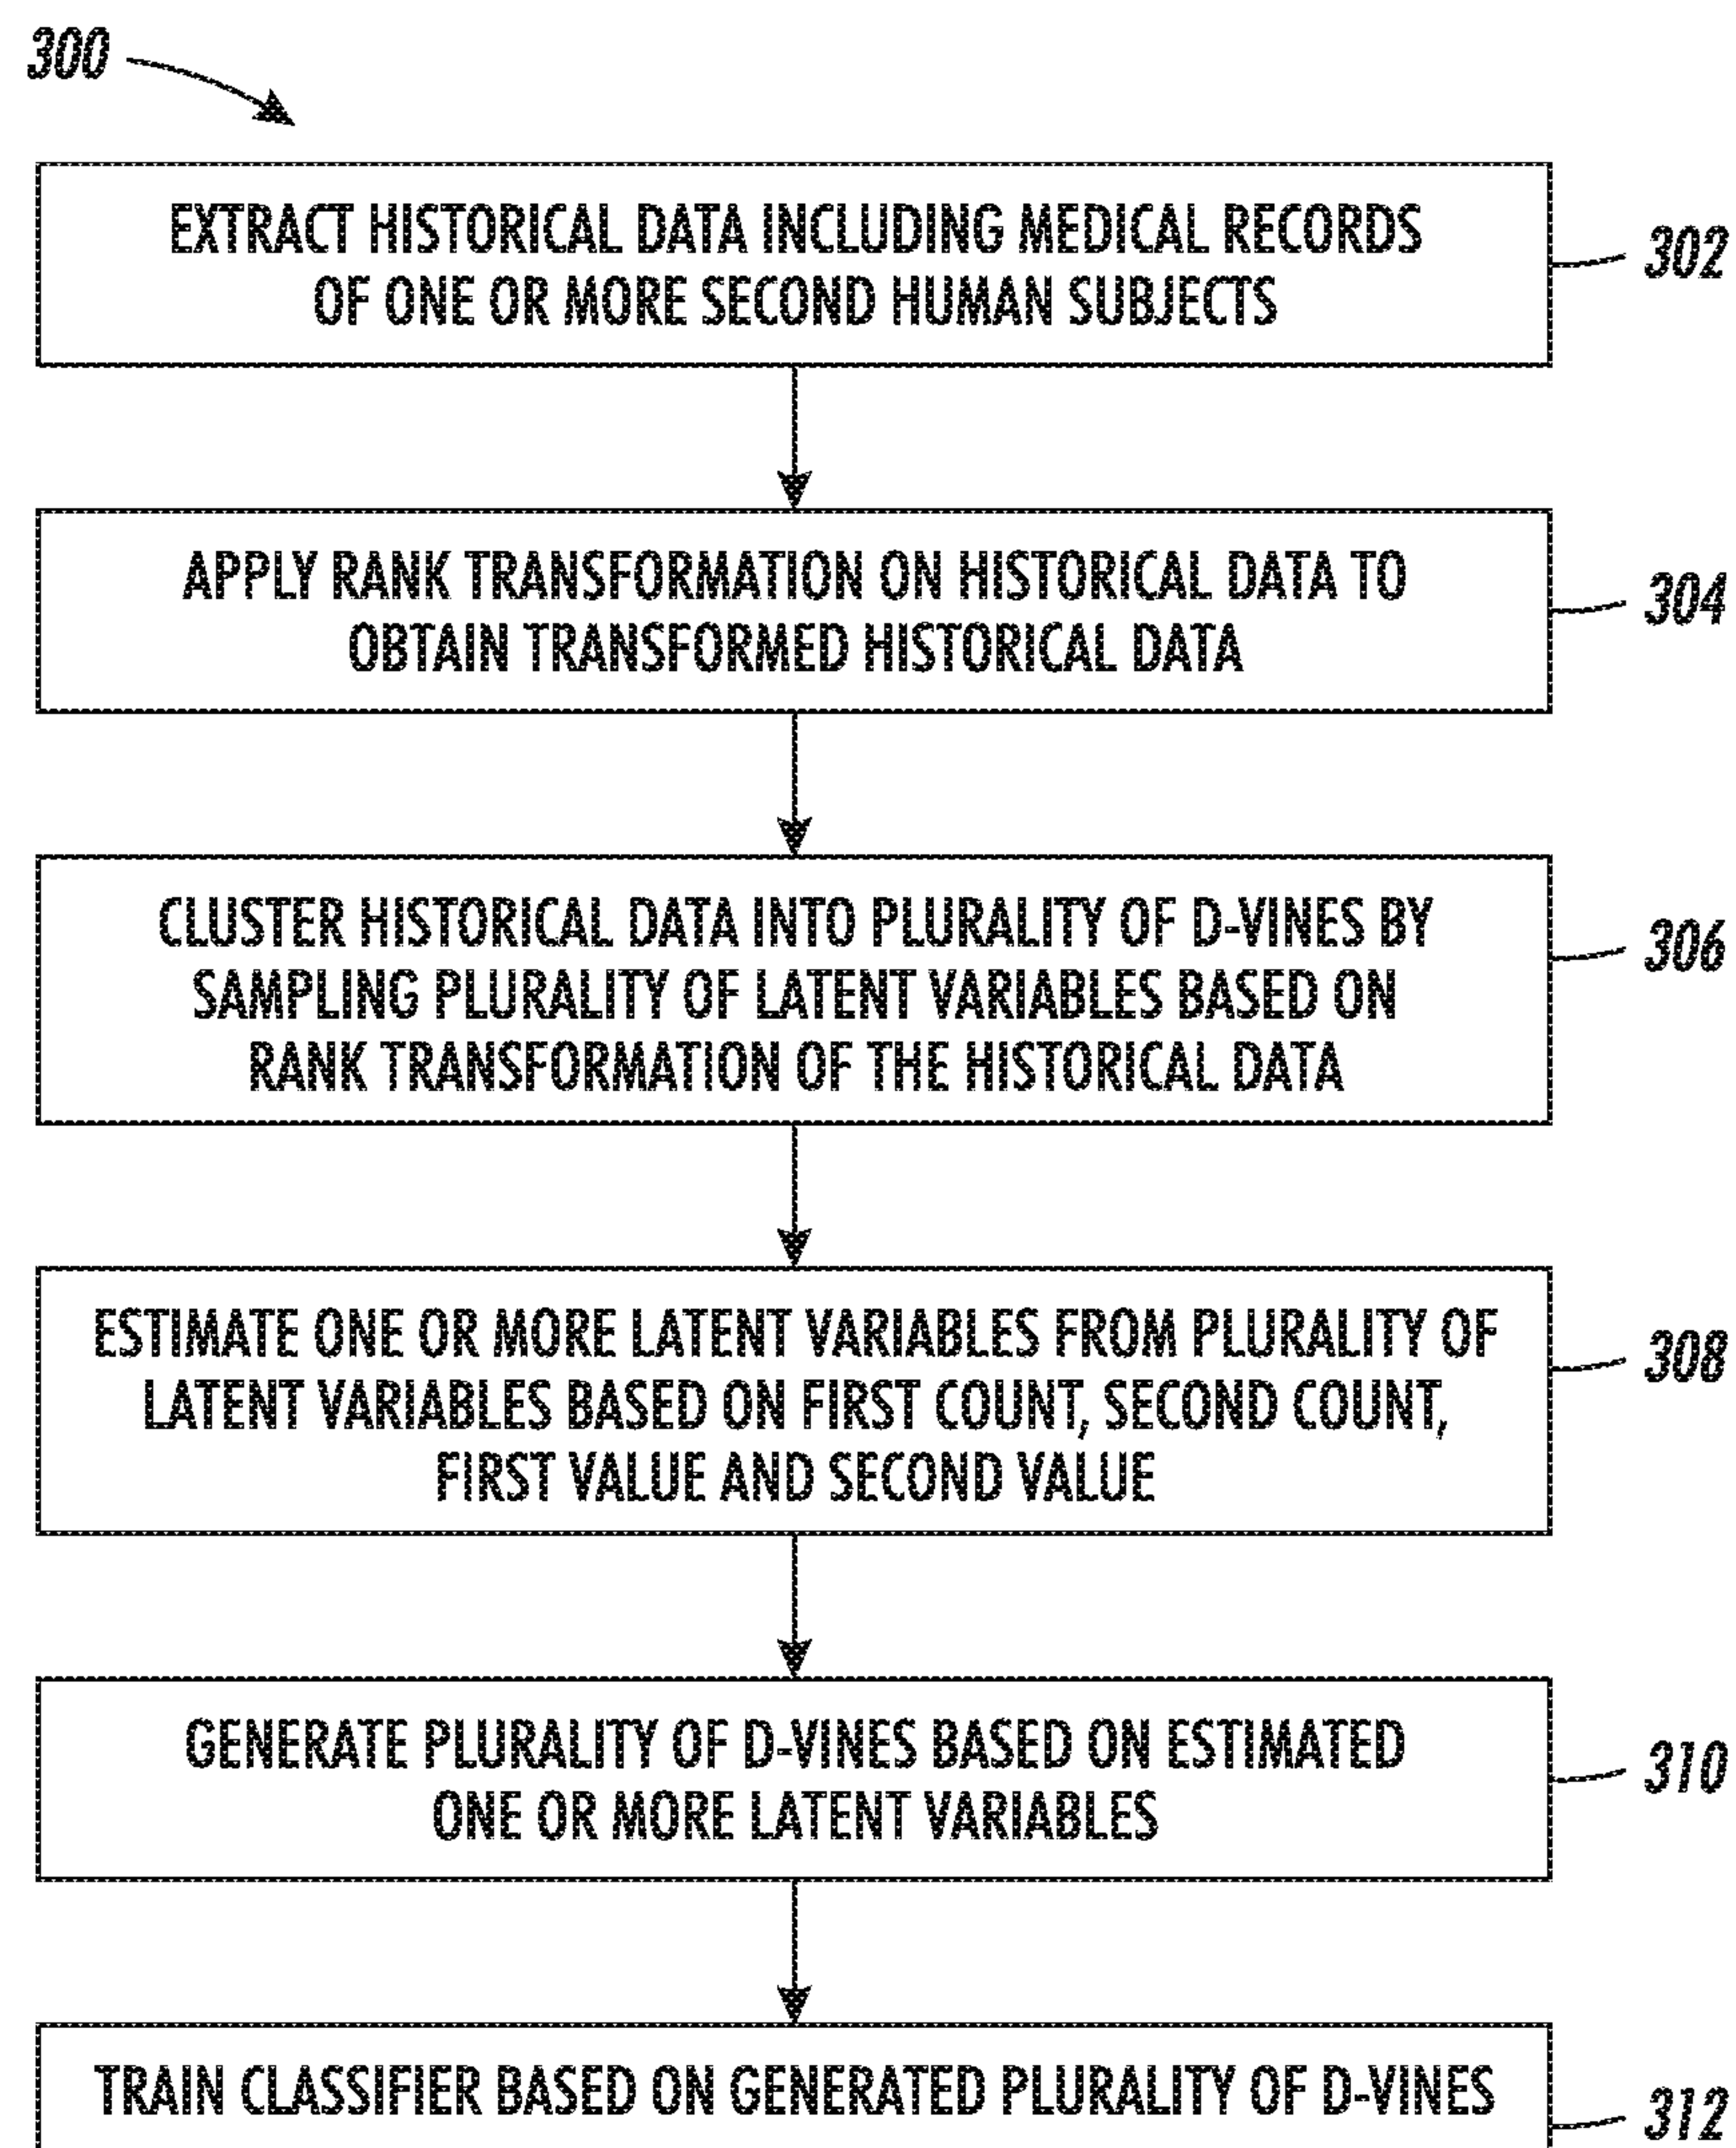 300
EXTRACT HISTORICAL DATA INCLUDING MEDICAL RECORDS
OF ONE OR MORE SECOND HUMAN SUBJECTS
302
APPLY RANK TRANSFORMATION ON HISTORICAL DATA TO
OBTAIN TRANSFORMED HISTORICAL DATA
304
CLUSTER HISTORICAL DATA INTO PLURALITY OF D-VINES BY
SAMPLING PLURALITY OF LATENT VARIABLES BASED ON
RANK TRANSFORMATION OF THE HISTORICAL DATA
306
ESTIMATE ONE OR MORE LATENT VARIABLES FROM PLURALITY OF
LATENT VARIABLES BASED ON FIRST COUNT, SECOND COUNT,
FIRST VALUE AND SECOND VALUE
308
GENERATE PLURALITY OF D-VINES BASED ON ESTIMATED
ONE OR MORE LATENT VARIABLES
310
TRAIN CLASSIFIER BASED ON GENERATED PLURALITY OF D-VINES
312